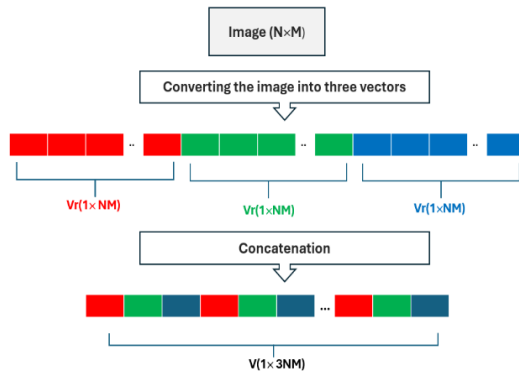 Image (N×M)
Converting the image into three vectors
.. .. ..
Vr(1× NM) Vr(1×NM) Vr(1×NM)
Concatenation
...
V(1×3NM)